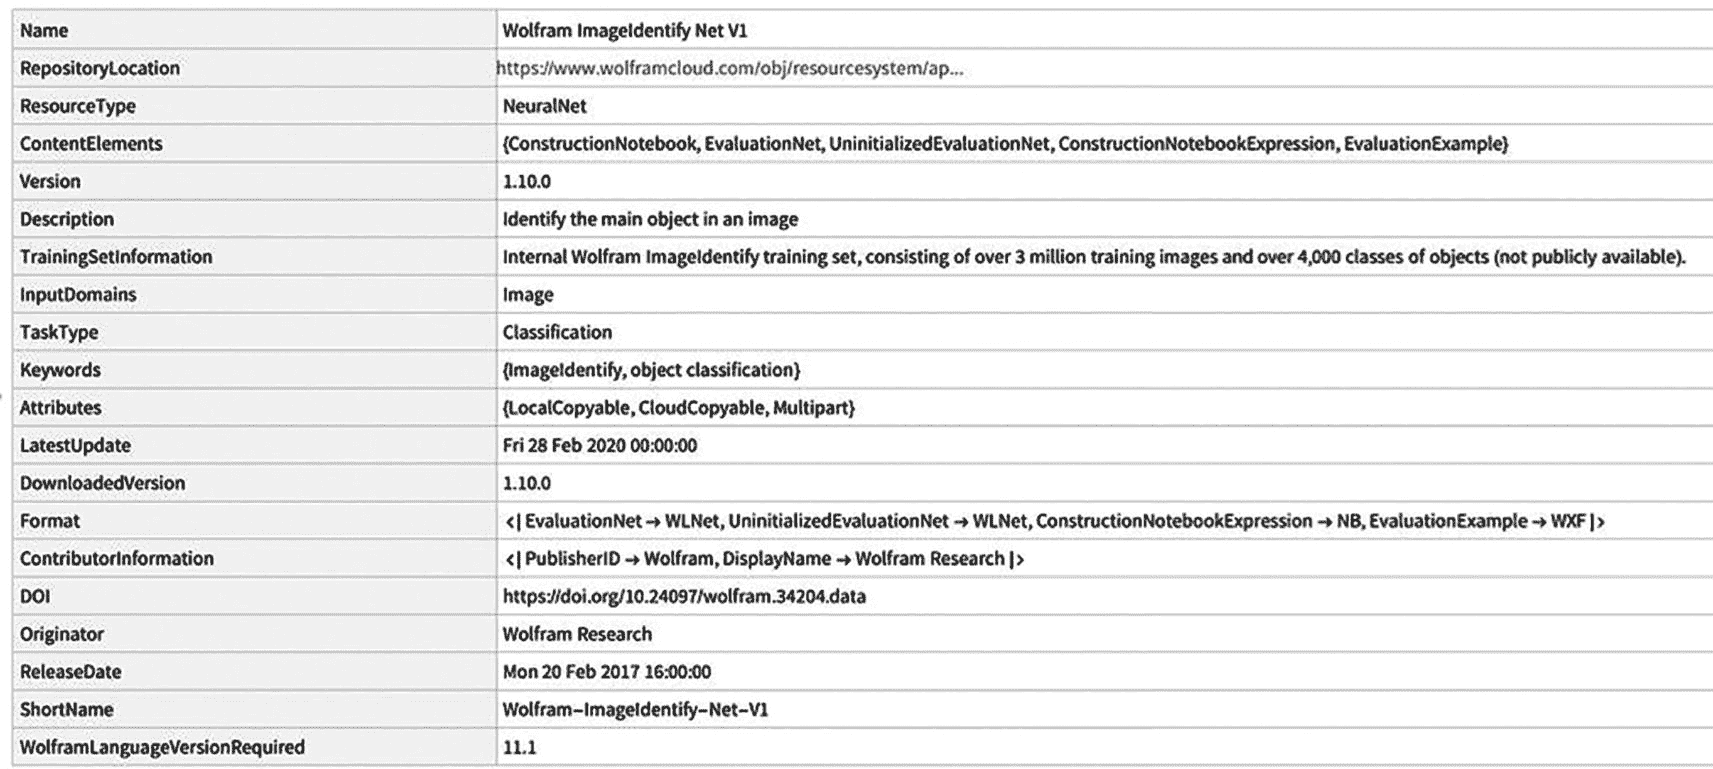 Name Wolfram ImageIdentify Net V1
RepositoryLocation https://www.wolframcloud.com/obj/resourcesystem/ap...
ResourceType NeuralNet
ContentElements {ConstructionNotebook, EvaluationNet, UninitializedEvaluationNet, ConstructionNotebookExpression, EvaluationExample}
Version 1.10.0
Description Identify the main object in an image
TrainingSetInformation Internal Wolfram ImageIdentify training set, consisting of over 3 million training images and over 4,000 classes of objects (not publicly available).
InputDomains Image
TaskType Classification
Keywords {ImageIdentify, object classification}
Attributes {LocalCopyable, CloudCopyable, Multipart}
LatestUpdate Fri 28 Feb 2020 00:00:00
DownloadedVersion 1.10.0
Format <| EvaluationNet → WLNet, UninitializedEvaluationNet → WLNet, ConstructionNotebookExpression → NB, EvaluationExample → WXF |>
ContributorInformation <| PublisherID → Wolfram, DisplayName → Wolfram Research |>
DOI https://doi.org/10.24097/wolfram.34204.data
Originator Wolfram Research
ReleaseDate Mon 20 Feb 2017 16:00:00
ShortName Wolfram-ImageIdentify-Net-V1
WolframLanguageVersionRequired 11.1